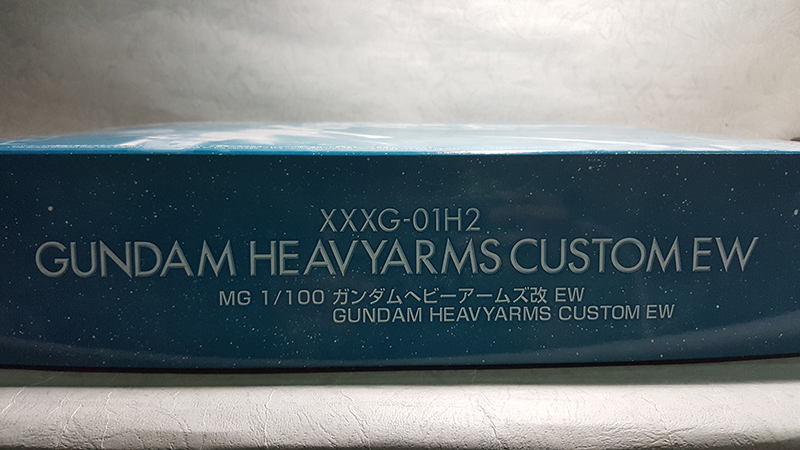 XXXG-01H2
GUNDAM HEAVYARMS CUSTOM EW
MG 1/100 ガンダムヘビーアームズ改 EW
GUNDAM HEAVYARMS CUSTOM EW